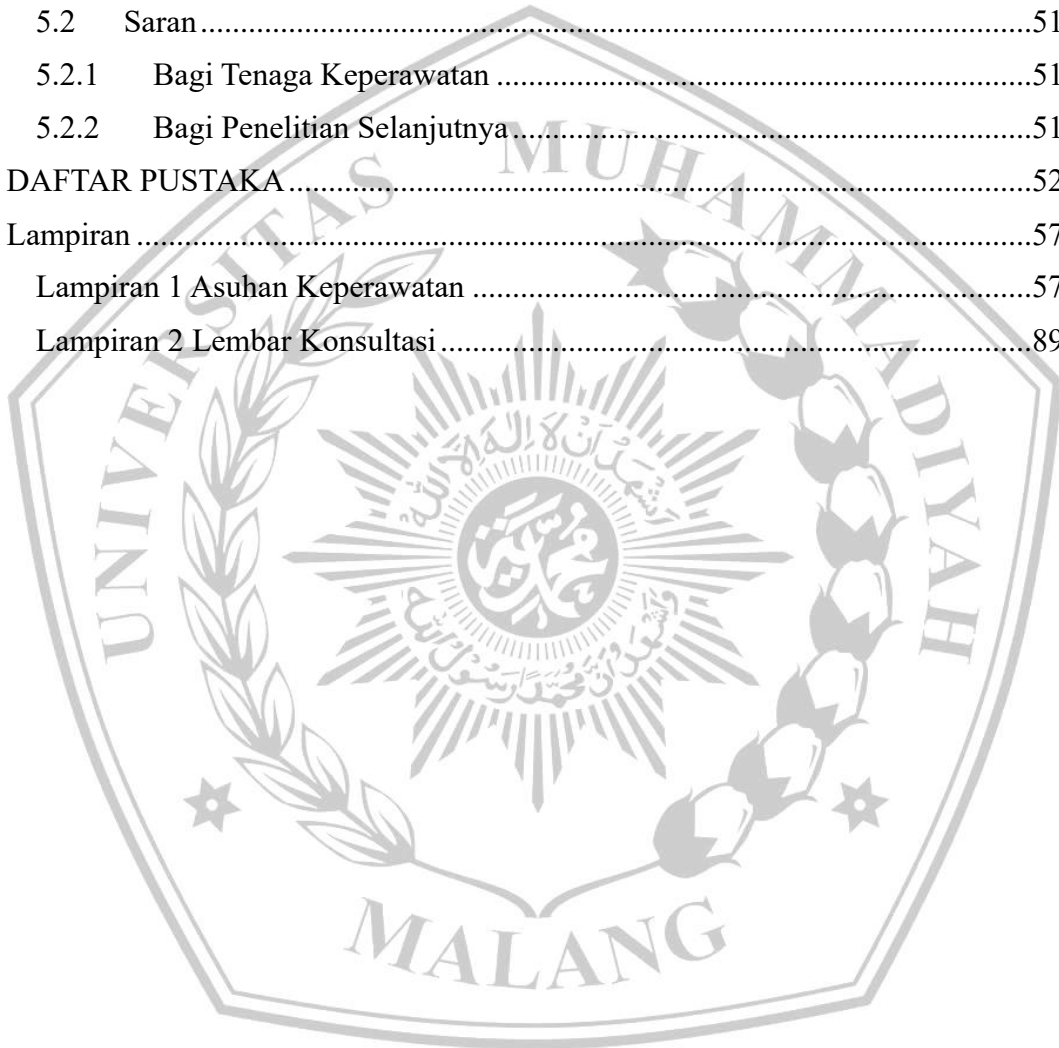 5.2 Saran ........ 51
5.2.1 Bagi Tenaga Keperawatan ........ 51
5.2.2 Bagi Penelitian Selanjutnya ........ 51
DAFTAR PUSTAKA ........ 52
Lampiran ........ 57
Lampiran 1 Asuhan Keperawatan ........ 57
Lampiran 2 Lembar Konsultasi ........ 89
UNIVERSITAS MUHAMMADIYAH
MALANG